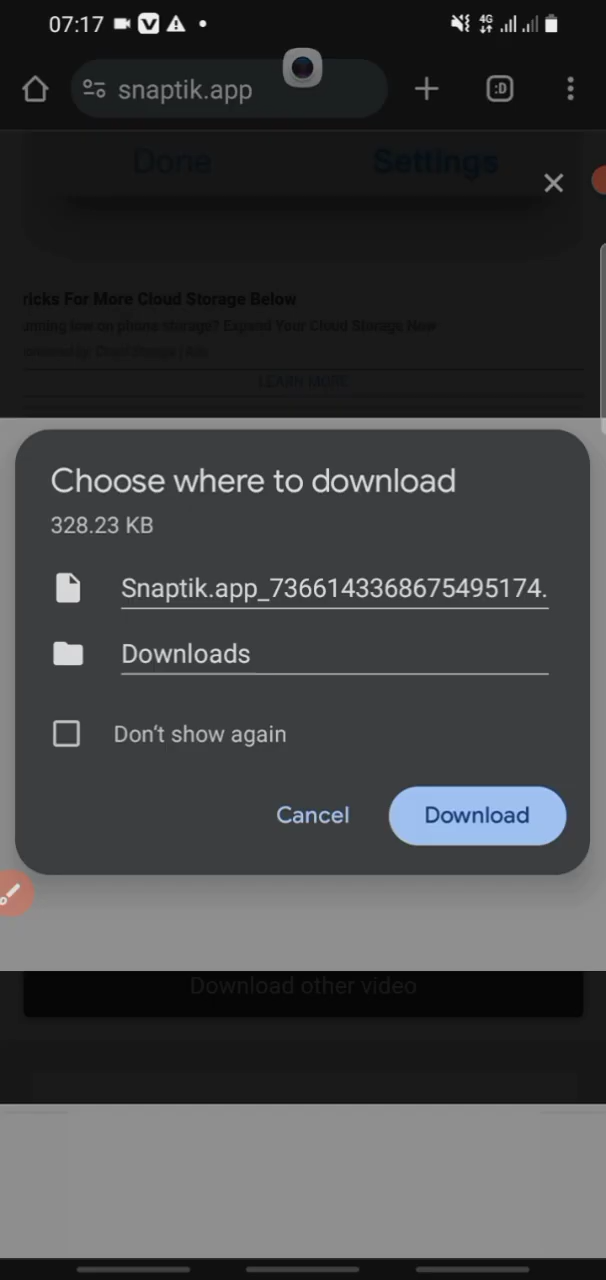 07:17
4G
snaptik.app
:D
Done Settings
ricks For More Cloud Storage Below
unning low on phone storage? Expand Your Cloud Storage Now
LEARN MORE
Choose where to download
328.23 KB
Snaptik.app_7366143368675495174.
Downloads
Don't show again
Cancel Download
Download other video